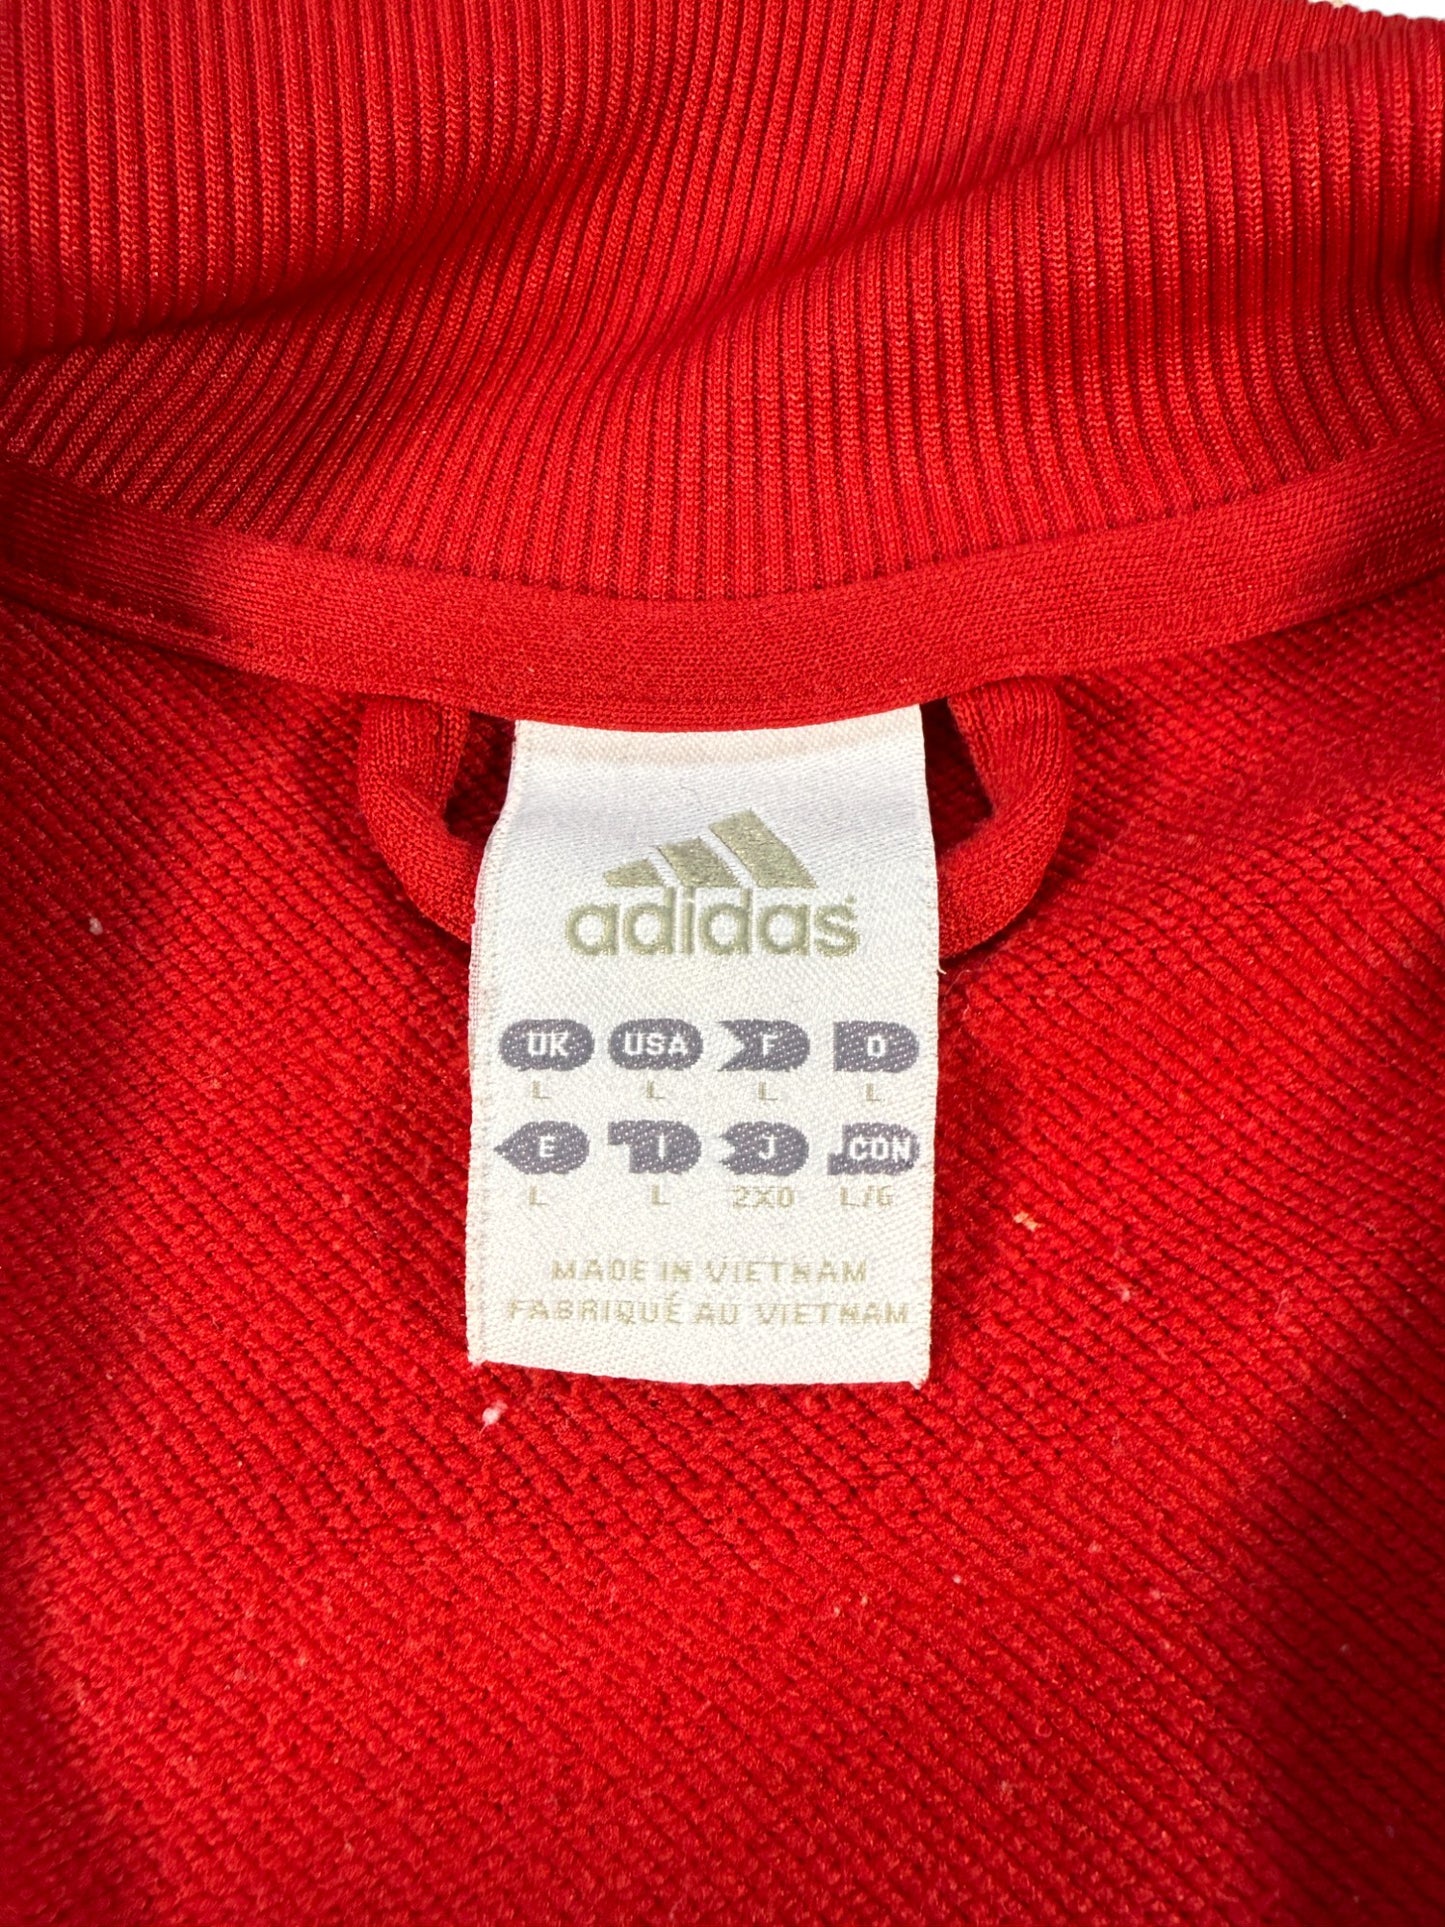 adidas
UK USA F D
L L L L
E I J CON
L L 2XO L/G
MADE IN VIETNAM
FABRIQUÉ AU VIETNAM